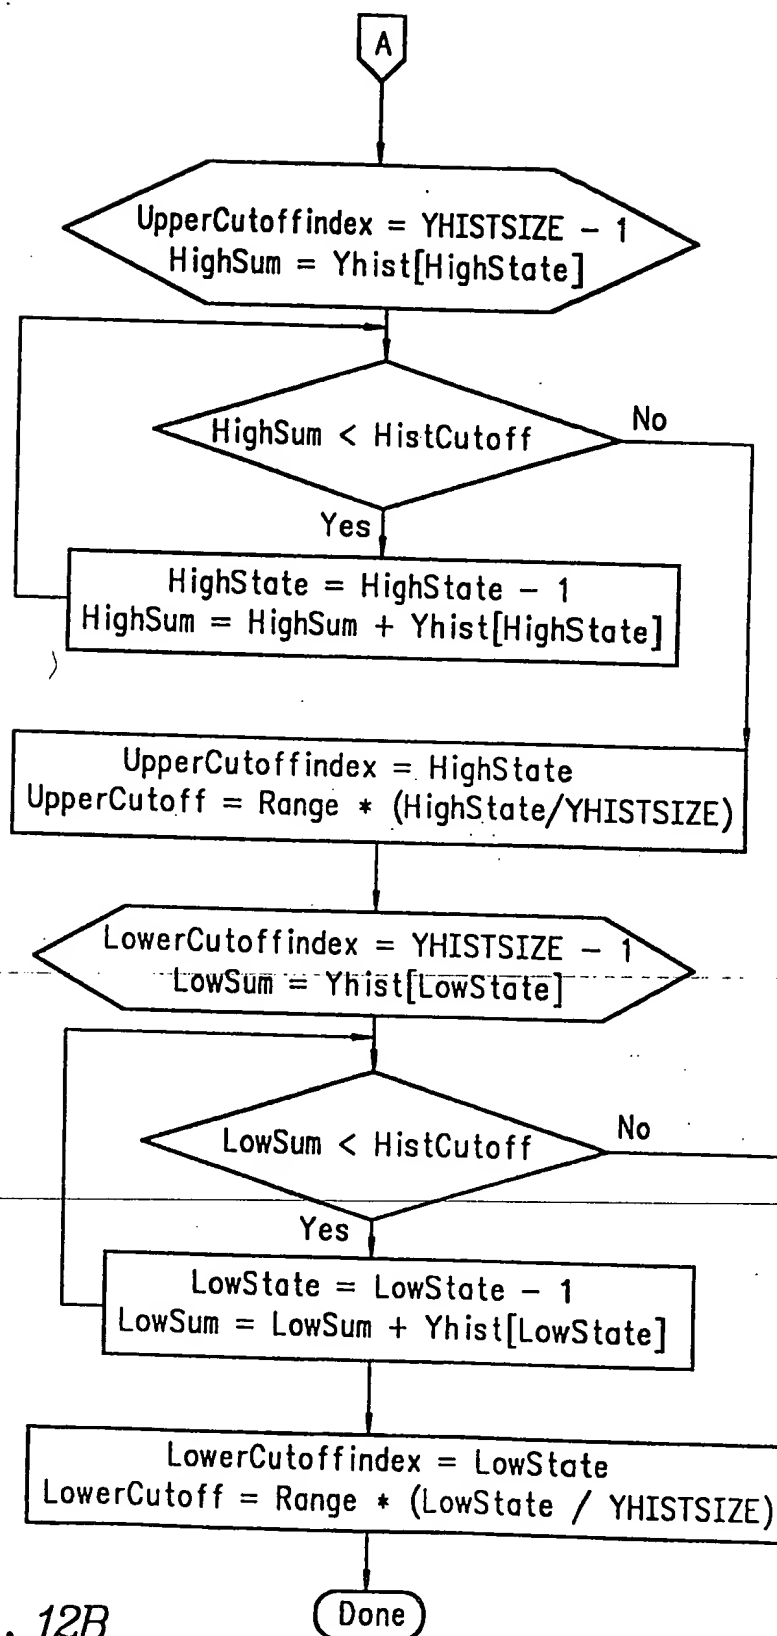 A
UpperCutoffindex = YHISTSIZE - 1
HighSum = Yhist[HighState]
HighSum < HistCutoff
No
Yes
HighState = HighState - 1
HighSum = HighSum + Yhist[HighState]
UpperCutoffindex = HighState
UpperCutoff = Range * (HighState/YHISTSIZE)
LowerCutoffindex = YHISTSIZE - 1
LowSum = Yhist[LowState]
LowSum < HistCutoff
No
Yes
LowState = LowState - 1
LowSum = LowSum + Yhist[LowState]
LowerCutoffindex = LowState
LowerCutoff = Range * (LowState / YHISTSIZE)
Done
. 12B